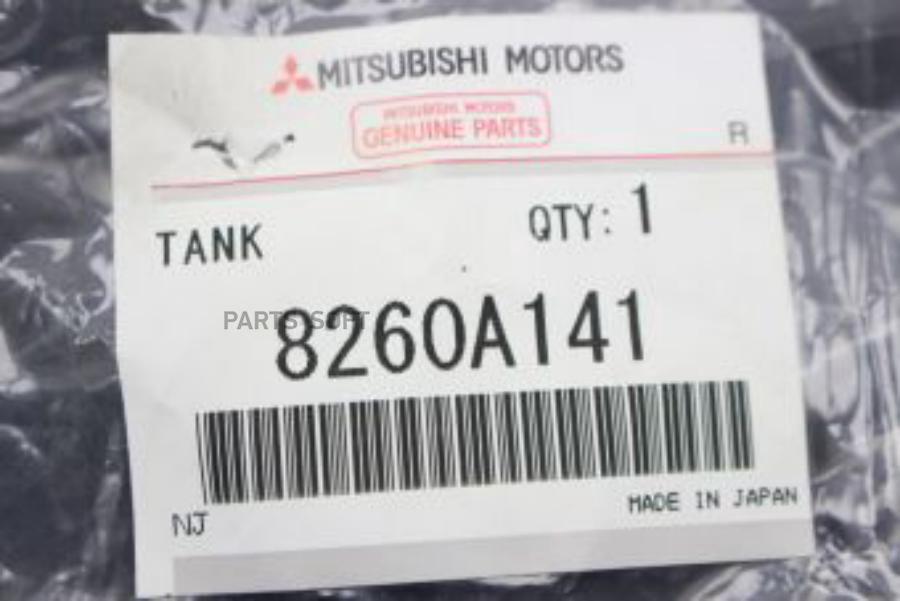 MITSUBISHI MOTORS
MITSUBISHI MOTORS
GENUINE PARTS
R
TANK QTY: 1
PARTS-SOFT
8260A141
NJ MADE IN JAPAN